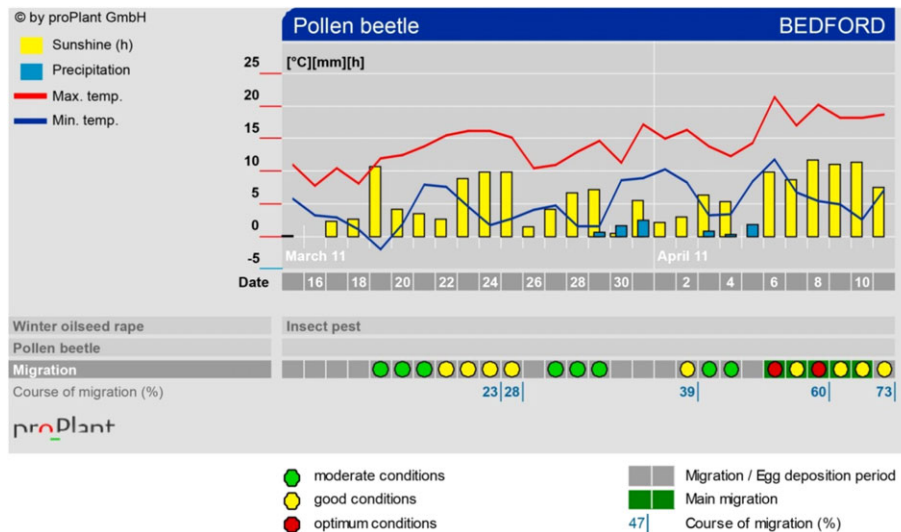 © by proPlant GmbH
Sunshine (h)
Precipitation
Max. temp.
Min. temp.
Pollen beetle BEDFORD
[°C][mm][h]
25
20
15
10
5
0
-5
March 11 April 11
Date 16 18 20 22 24 26 28 30 2 4 6 8 10
Winter oilseed rape Insect pest
Pollen beetle
Migration
Course of migration (%) 23 28 39 60 73
proPlant
moderate conditions
good conditions
optimum conditions
Migration / Egg deposition period
Main migration
47 Course of migration (%)